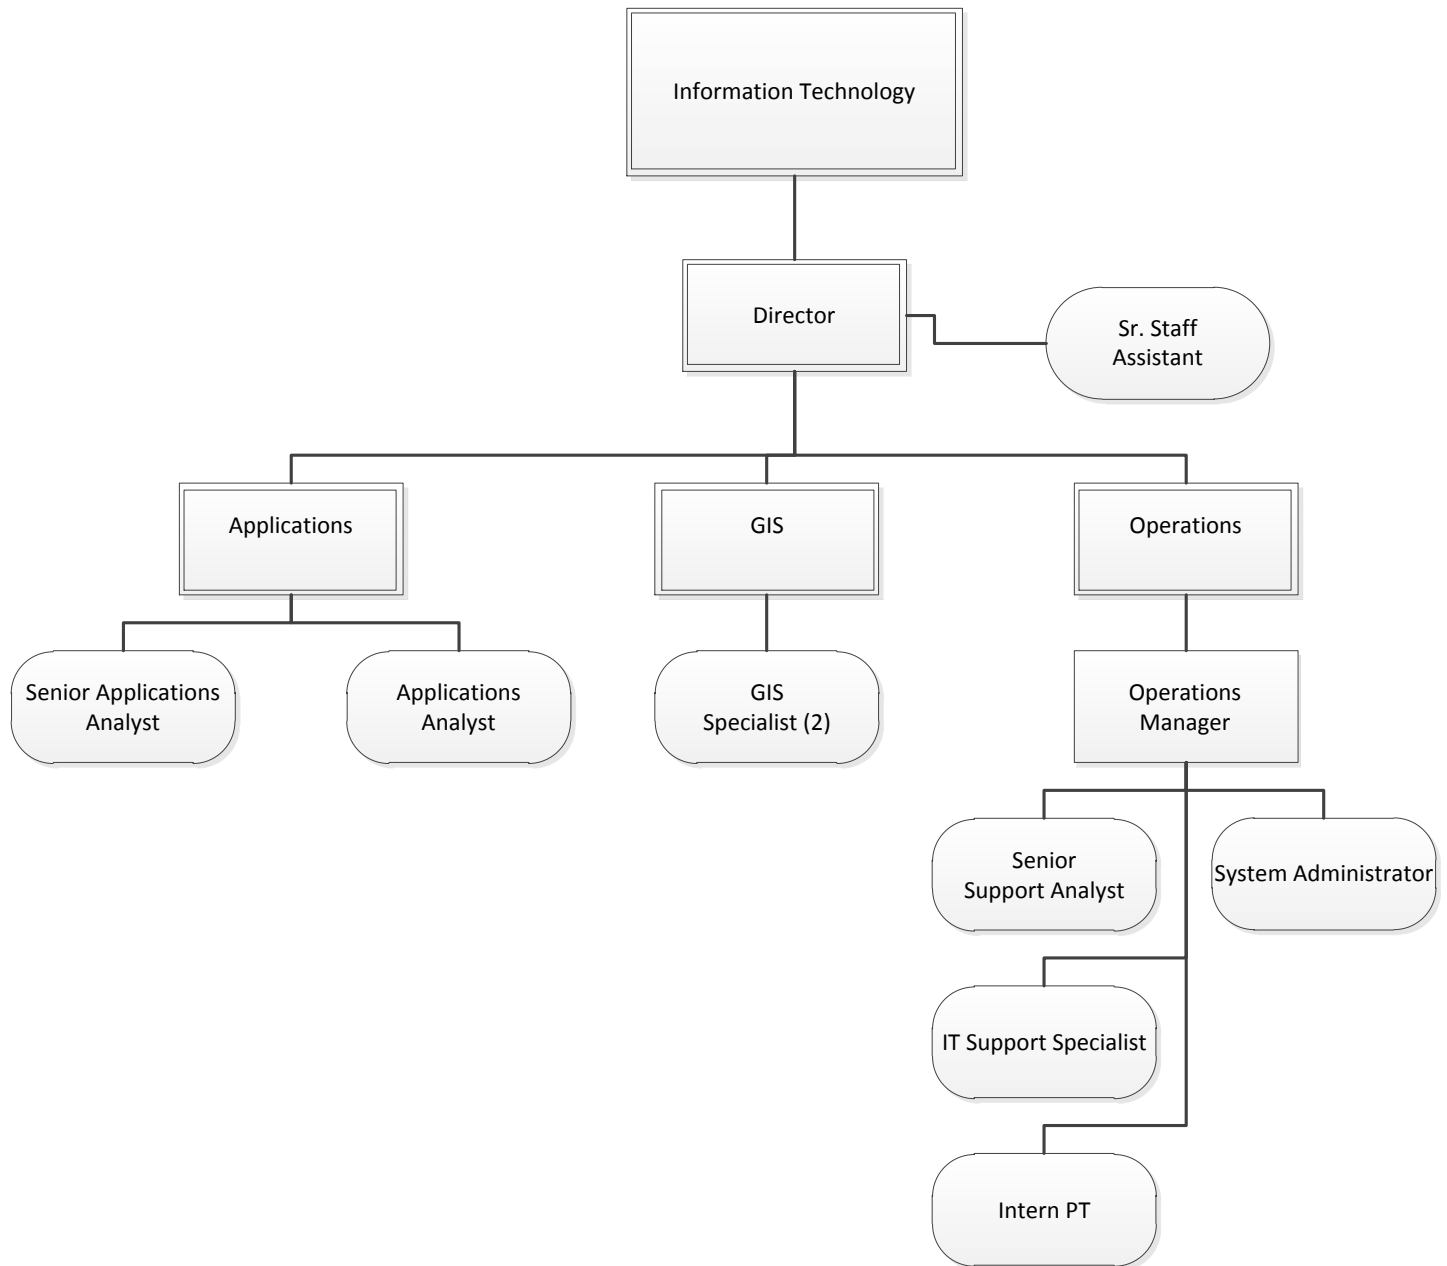 Information Technology
Director
Sr. Staff
Assistant
Applications
GIS
Operations
Senior Applications
Analyst
Applications
Analyst
GIS
Specialist (2)
Operations
Manager
Senior
Support Analyst
System Administrator
IT Support Specialist
Intern PT